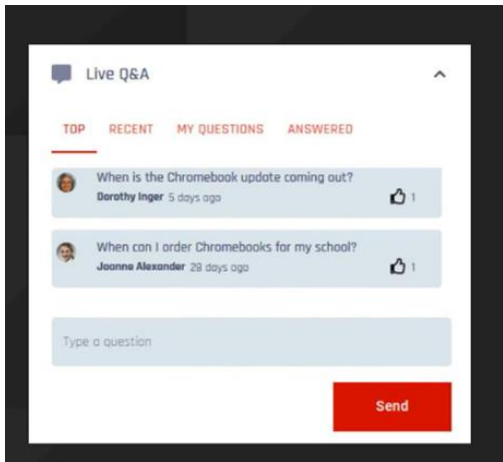 Live Q&A
TOP RECENT MY QUESTIONS ANSWERED
When is the Chromebook update coming out?
Dorothy Inger 5 days ago
1
When can I order Chromebooks for my school?
Joanne Alexander 28 days ago
1
Type a question
Send